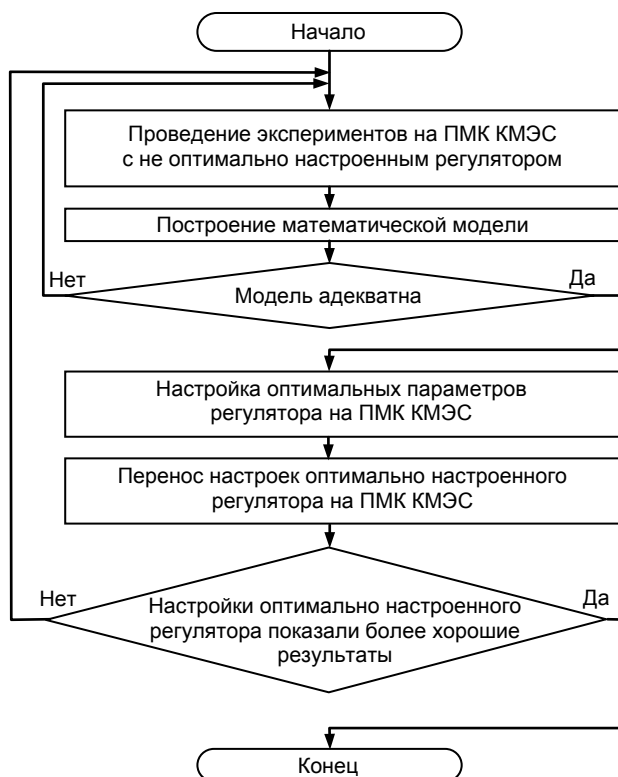 Начало
Проведение экспериментов на ПМК КМЭС
с не оптимально настроенным регулятором
Построение математической модели
Нет
Да
Модель адекватна
Настройка оптимальных параметров
регулятора на ПМК КМЭС
Перенос настроек оптимально настроенного
регулятора на ПМК КМЭС
Нет
Да
Настройки оптимально настроенного
регулятора показали более хорошие
результаты
Конец